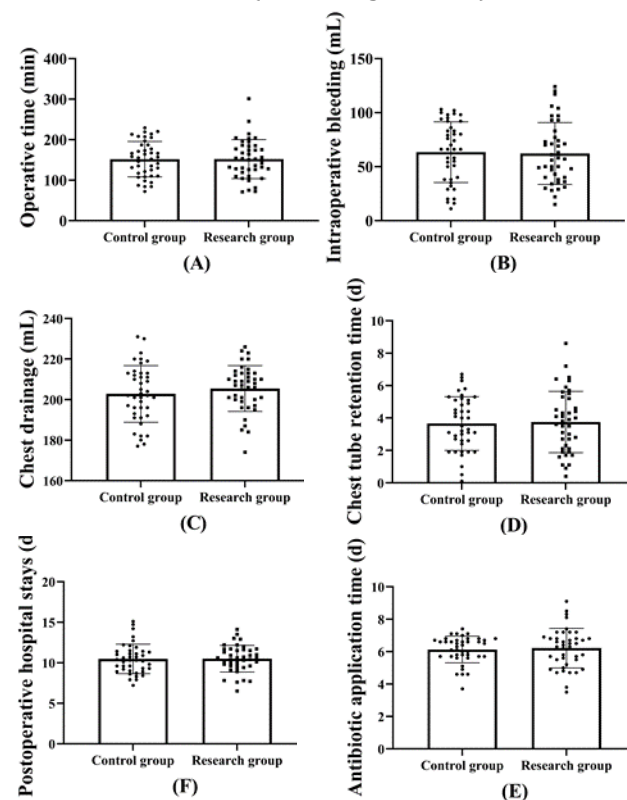 Operative time (min)
400
300
200
100
0
Control group Research group
(A)
Intraoperative bleeding (mL)
150
100
50
0
Control group Research group
(B)
Chest drainage (mL)
240
220
200
180
160
Control group Research group
(C)
Chest tube retention time (d)
10
8
6
4
2
0
Control group Research group
(D)
Postoperative hospital stays (d
20
15
10
5
0
Control group Research group
(F)
Antibiotic application time (d)
10
8
6
4
2
0
Control group Research group
(E)